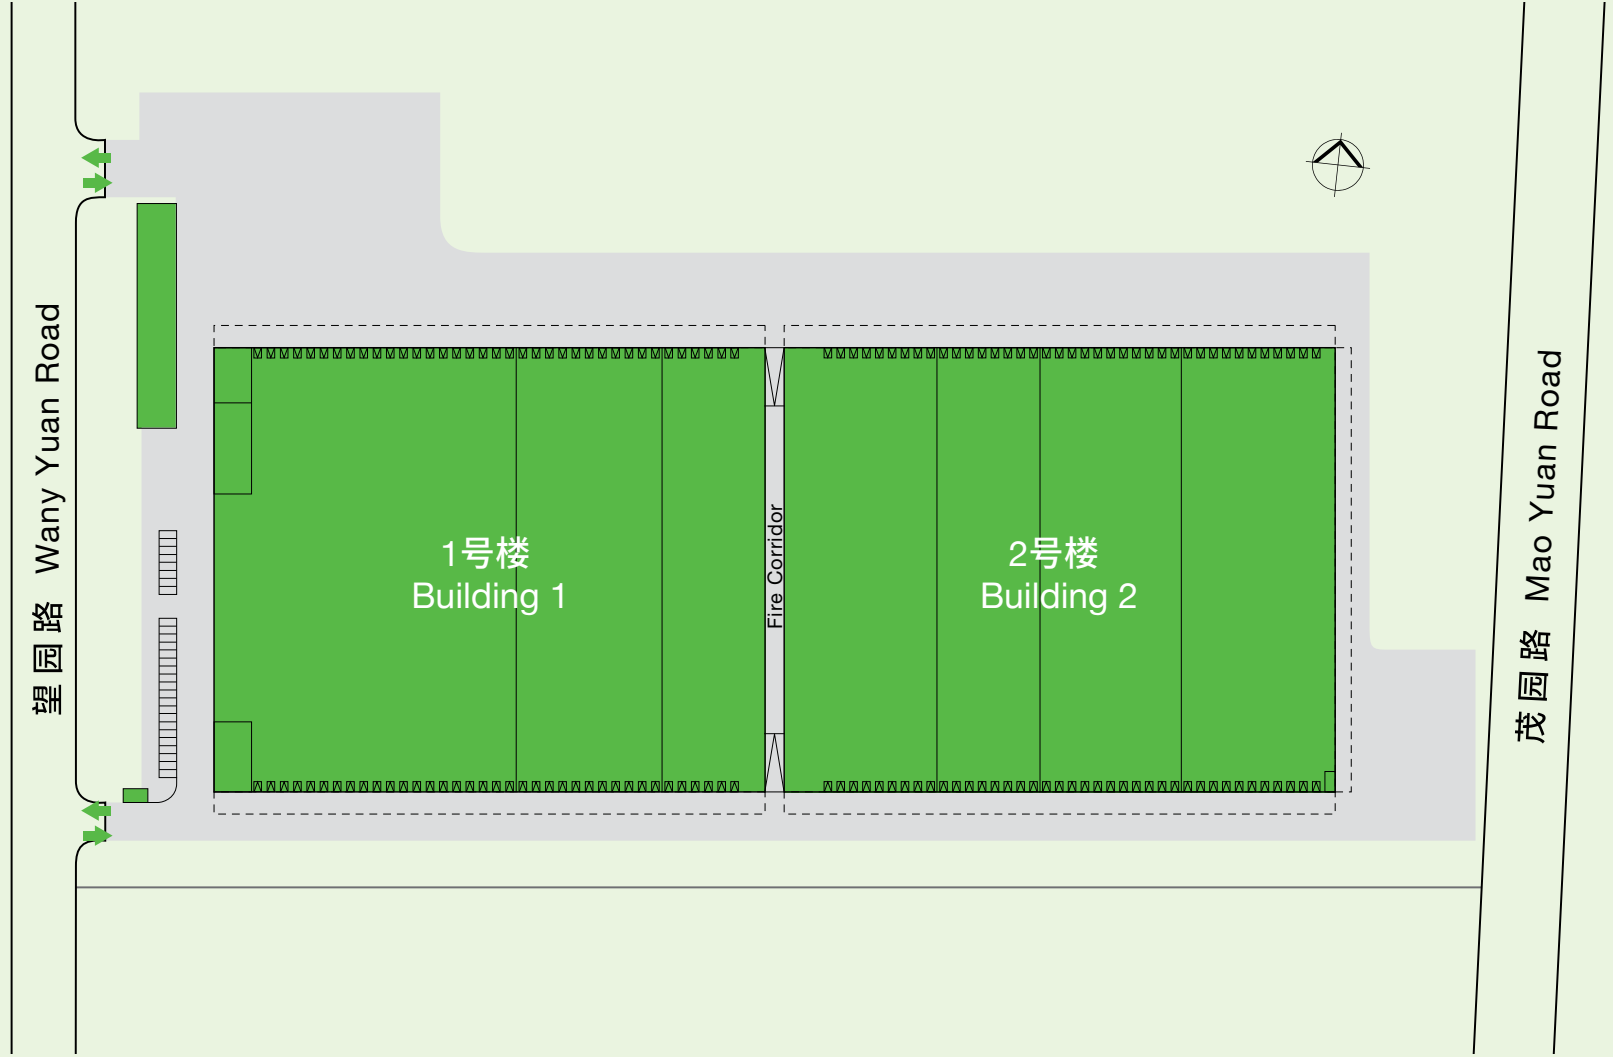 望园路 Wany Yuan Road
1号楼
Building 1
Fire Corridor
2号楼
Building 2
茂园路 Mao Yuan Road